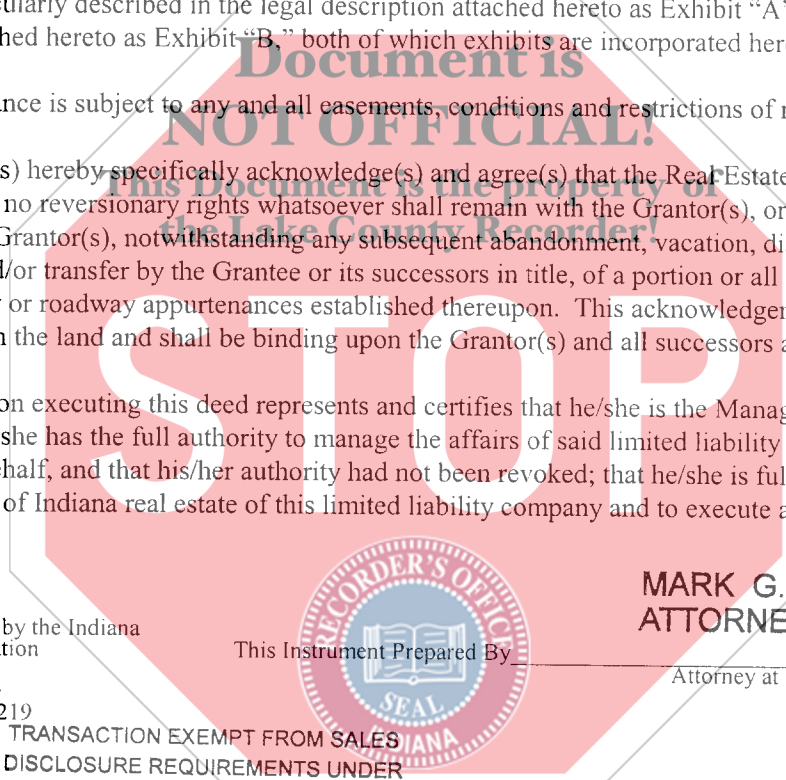 cularly described in the legal description attached hereto as Exhibit “A”
hed hereto as Exhibit “B,” both of which exhibits are incorporated her
Document is
nce is subject to any and all easements, conditions and restrictions of r
NOT OFFICIAL!
s) hereby specifically acknowledge(s) and agree(s) that the Real Estate
This Document is the property of
no reversionary rights whatsoever shall remain with the Grantor(s), or
the Lake County Recorder!
Grantor(s), notwithstanding any subsequent abandonment, vacation, di
/or transfer by the Grantee or its successors in title, of a portion or all
or roadway appurtenances established thereupon. This acknowledge
the land and shall be binding upon the Grantor(s) and all successors a
STOP
on executing this deed represents and certifies that he/she is the Manag
she has the full authority to manage the affairs of said limited liability
half, and that his/her authority had not been revoked; that he/she is ful
of Indiana real estate of this limited liability company and to execute a
MARK G.
ATTORNE
by the Indiana
tion
This Instrument Prepared By
Attorney at
219
RECORDER'S OFFICE
SEAL
INDIANA
TRANSACTION EXEMPT FROM SALES
DISCLOSURE REQUIREMENTS UNDER